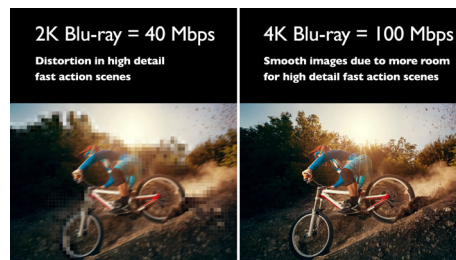 2K Blu-ray = 40 Mbps
Distortion in high detail
fast action scenes
4K Blu-ray = 100 Mbps
Smooth images due to more room
for high detail fast action scenes